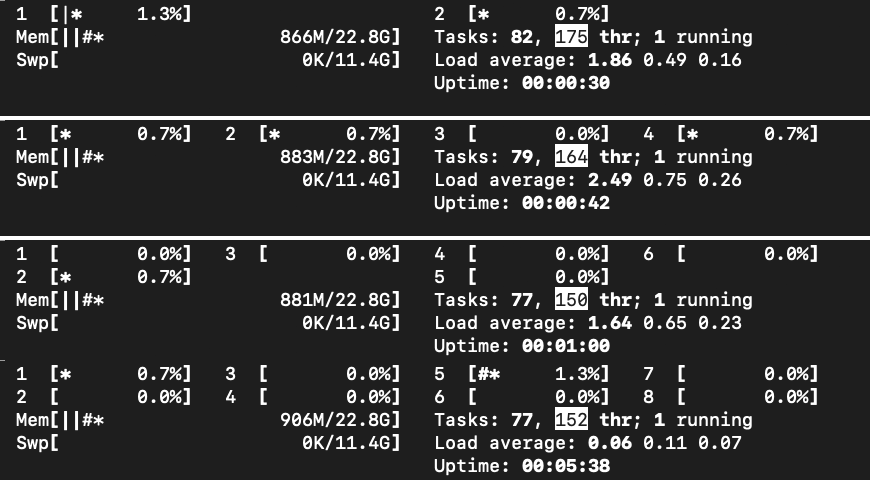 1  [|*     1.3%]                        2  [*      0.7%]
Mem[||#*                866M/22.8G]   Tasks: 82, 175 thr; 1 running
Swp[                      0K/11.4G]   Load average: 1.86 0.49 0.16
Uptime: 00:00:30
1  [*      0.7%]   2  [*      0.7%]   3  [       0.0%]   4  [*      0.7%]
Mem[||#*                883M/22.8G]   Tasks: 79, 164 thr; 1 running
Swp[                      0K/11.4G]   Load average: 2.49 0.75 0.26
Uptime: 00:00:42
1  [       0.0%]   3  [       0.0%]   4  [       0.0%]   6  [       0.0%]
2  [*      0.7%]                      5  [       0.0%]
Mem[||#*                881M/22.8G]   Tasks: 77, 150 thr; 1 running
Swp[                      0K/11.4G]   Load average: 1.64 0.65 0.23
Uptime: 00:01:00
1  [*      0.7%]   3  [       0.0%]   5  [#*     1.3%]   7  [       0.0%]
2  [       0.0%]   4  [       0.0%]   6  [       0.0%]   8  [       0.0%]
Mem[||#*                906M/22.8G]   Tasks: 77, 152 thr; 1 running
Swp[                      0K/11.4G]   Load average: 0.06 0.11 0.07
Uptime: 00:05:38